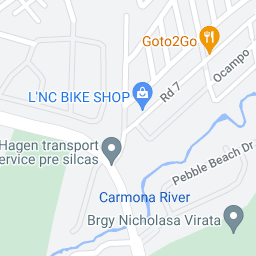 Goto2Go
Ocampo
L'NC BIKE SHOP
Rd 7
Hagen transport
ervice pre silcas
Pebble Beach Dr
Carmona River
Brgy Nicholasa Virata